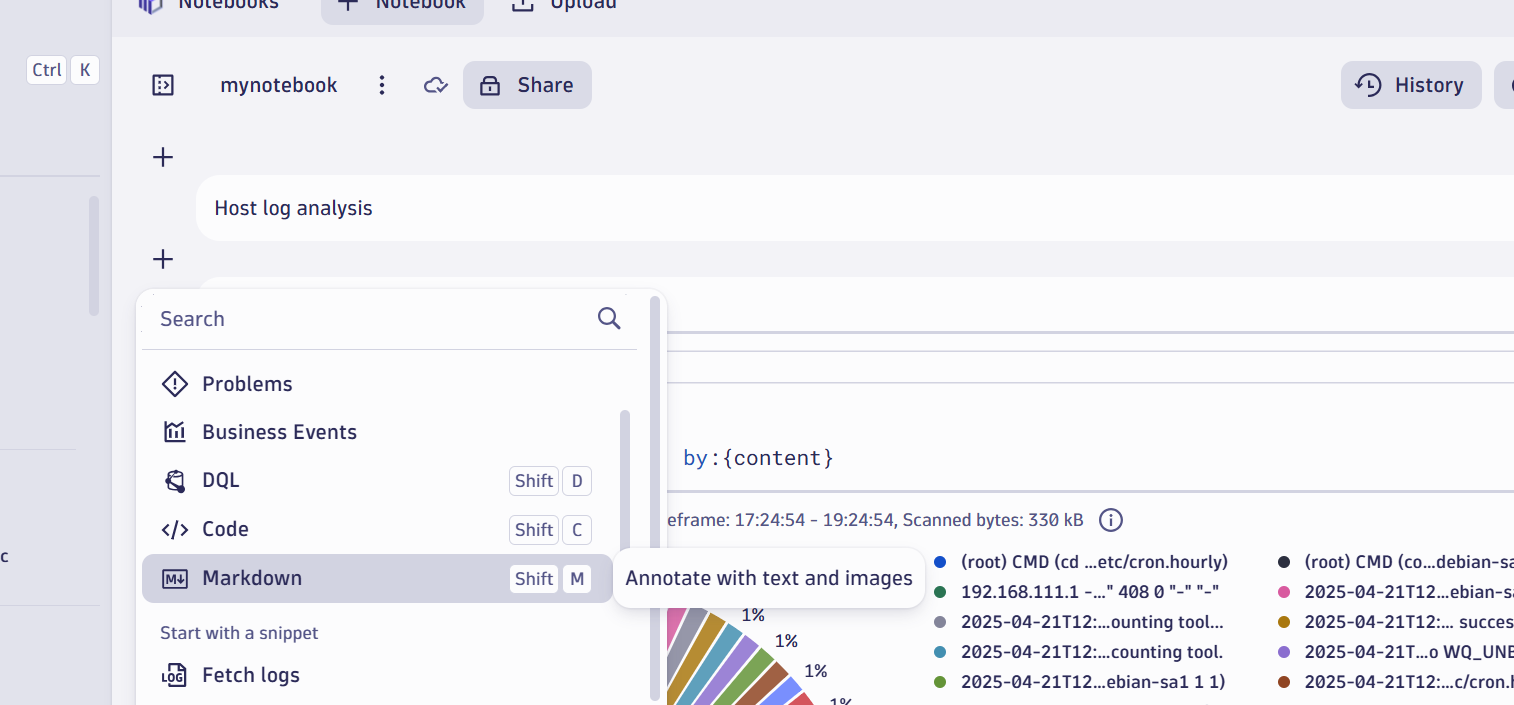 Notebooks
Notebook
Upload
Ctrl K
mynotebook
Share
History
Host log analysis
Search
Problems
Business Events
DQL Shift D
Code Shift C
Markdown Shift M
Annotate with text and images
Start with a snippet
Fetch logs
by:{content}
eframe: 17:24:54 - 19:24:54, Scanned bytes: 330 kB
c
1%
1%
1%
1%
(root) CMD (cd ...etc/cron.hourly)
192.168.111.1 -..." 408 0 "-" "-"
2025-04-21T12:...ounting tool...
2025-04-21T12:...counting tool.
2025-04-21T12...ebian-sa1 1 1)
(root) CMD (co...debian-sa
2025-04-21T12...ebian-s
2025-04-21T12:... succes
2025-04-21T...o WQ_UNB
2025-04-21T12:...c/cron.h